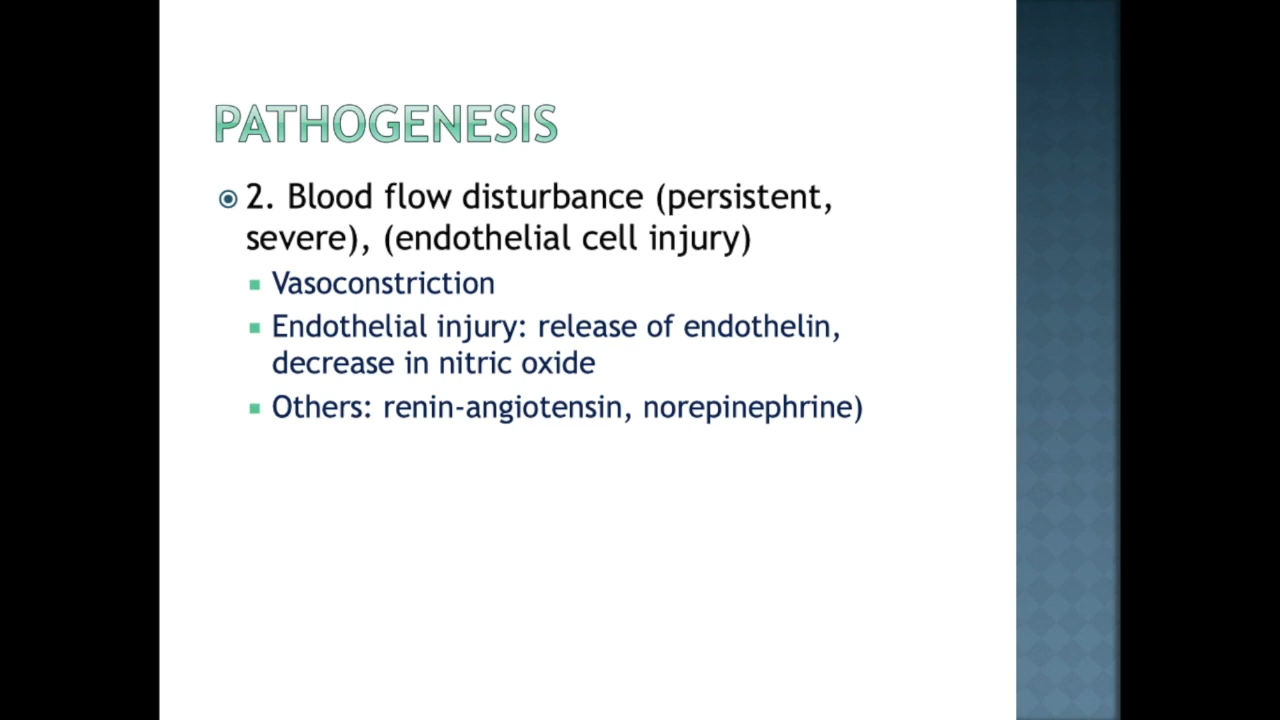 PATHOGENESIS
2. Blood flow disturbance (persistent,
severe), (endothelial cell injury)
Vasoconstriction
Endothelial injury: release of endothelin,
decrease in nitric oxide
Others: renin-angiotensin, norepinephrine)